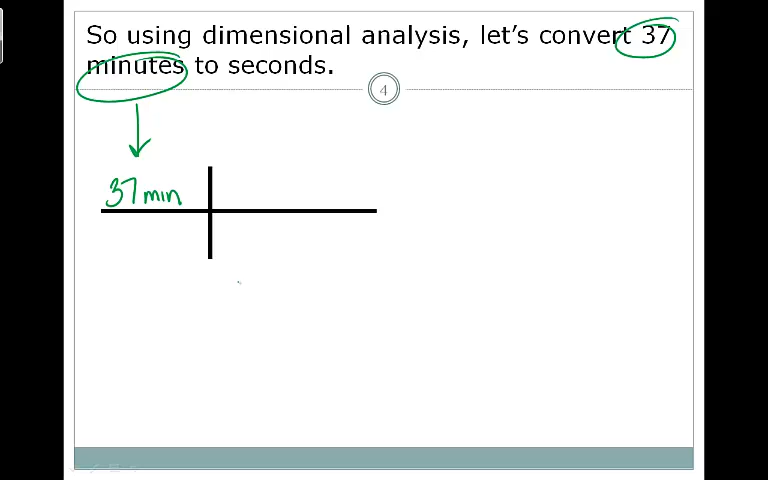 So using dimensional analysis, let's convert 37
minutes to seconds.
4
37 min